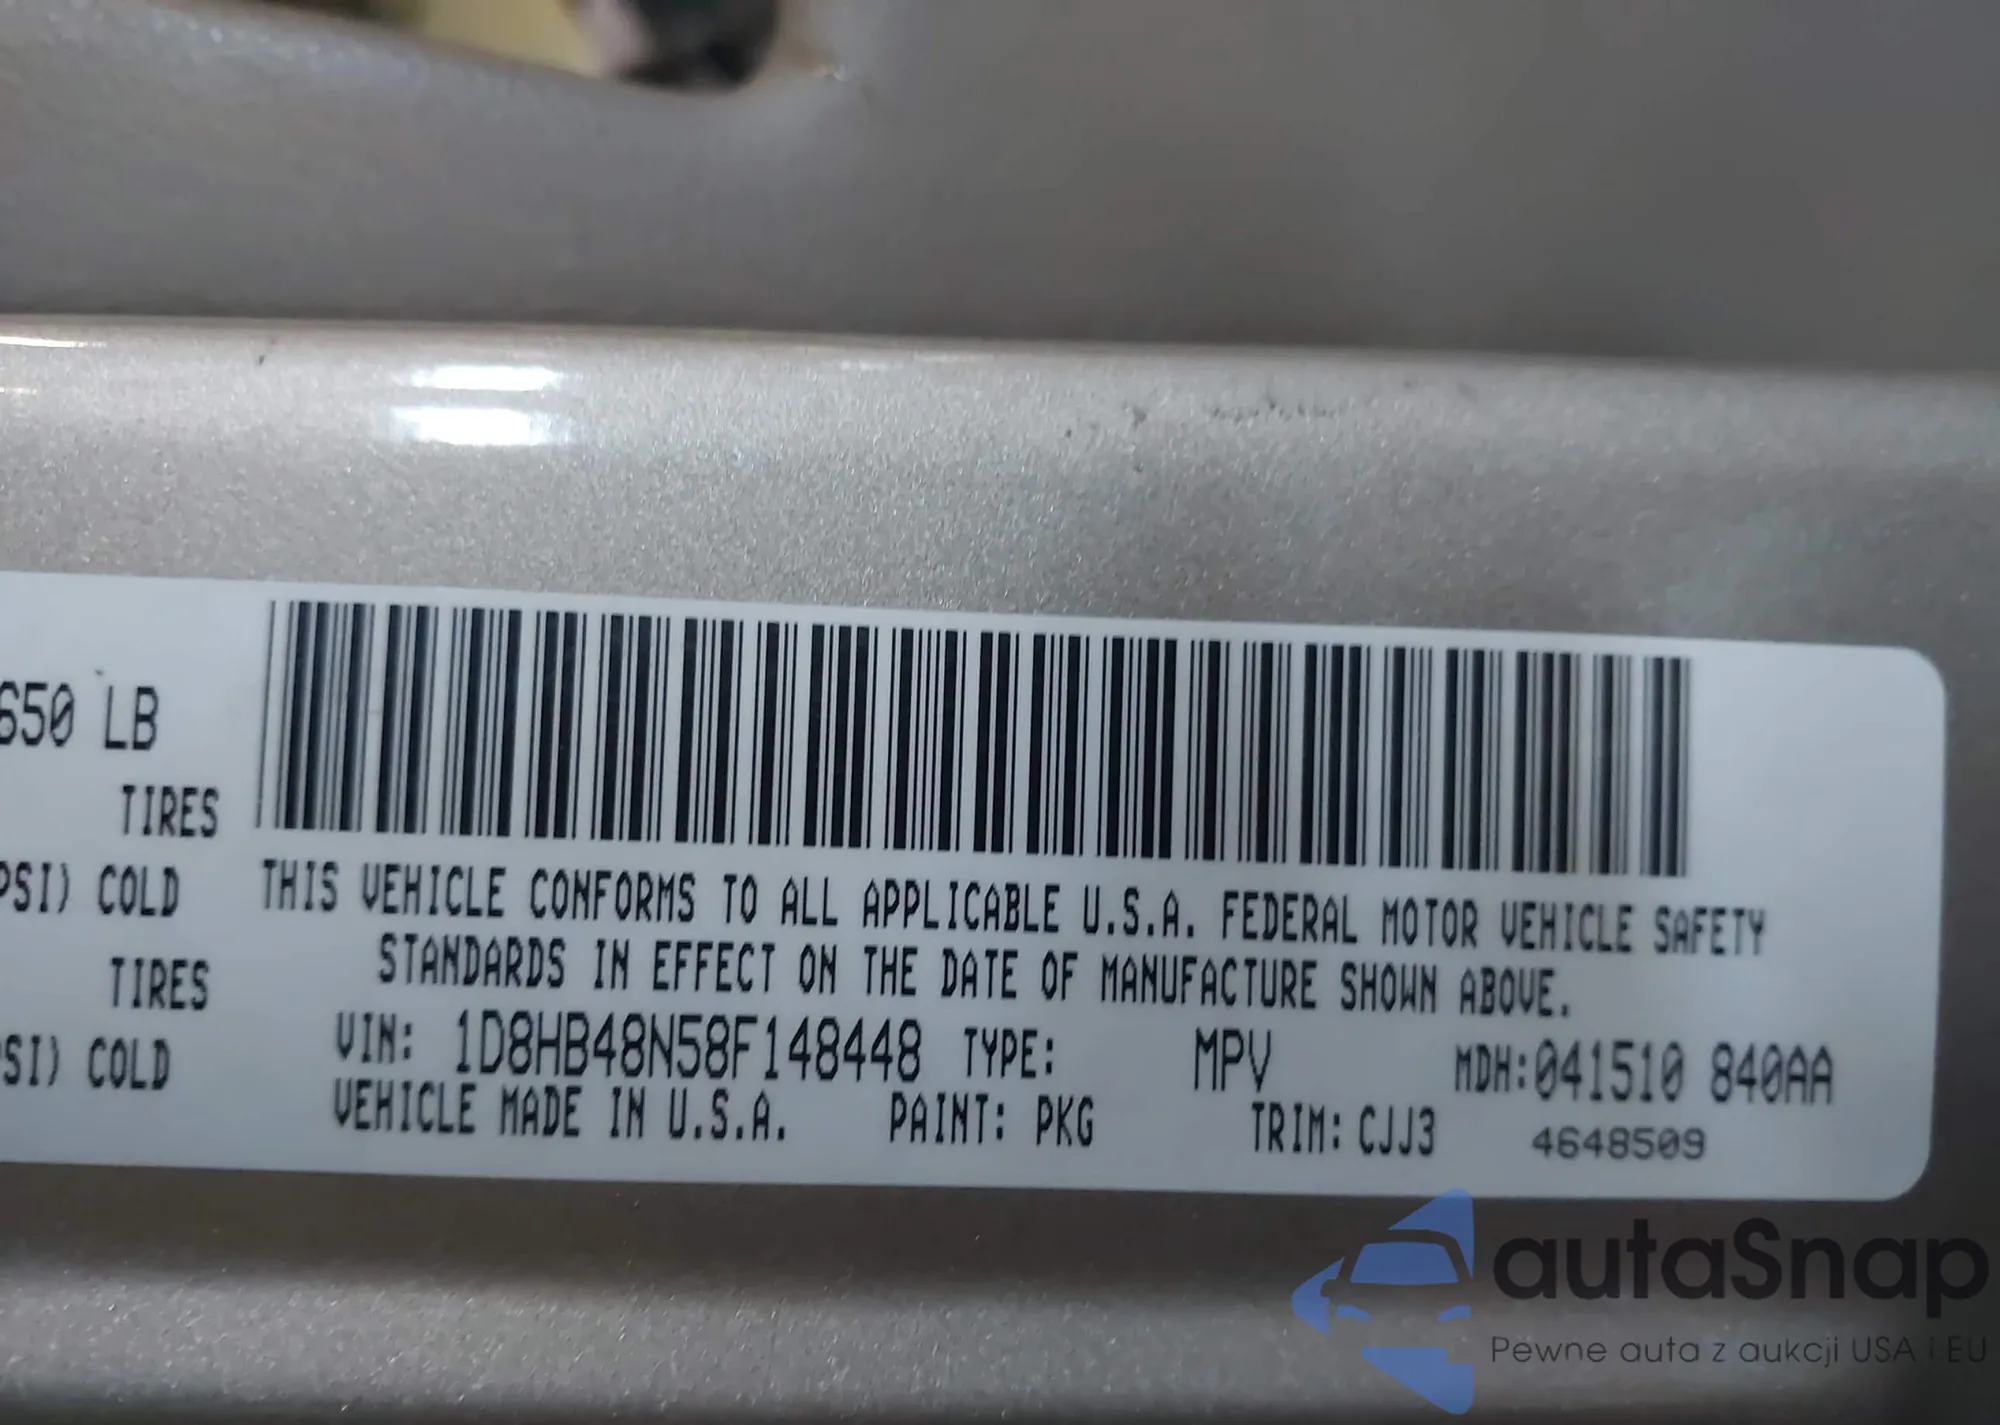 650 LB
TIRES
PSI) COLD
TIRES
PSI) COLD
THIS VEHICLE CONFORMS TO ALL APPLICABLE U.S.A. FEDERAL MOTOR VEHICLE SAFETY
STANDARDS IN EFFECT ON THE DATE OF MANUFACTURE SHOWN ABOVE.
VIN: 1D8HB48N58F148448 TYPE: MPV MDH:041510 840AA
VEHICLE MADE IN U.S.A. PAINT: PKG TRIM: CJJ3 4648509
autaSnap
Pewne auta z aukcji USA i EU